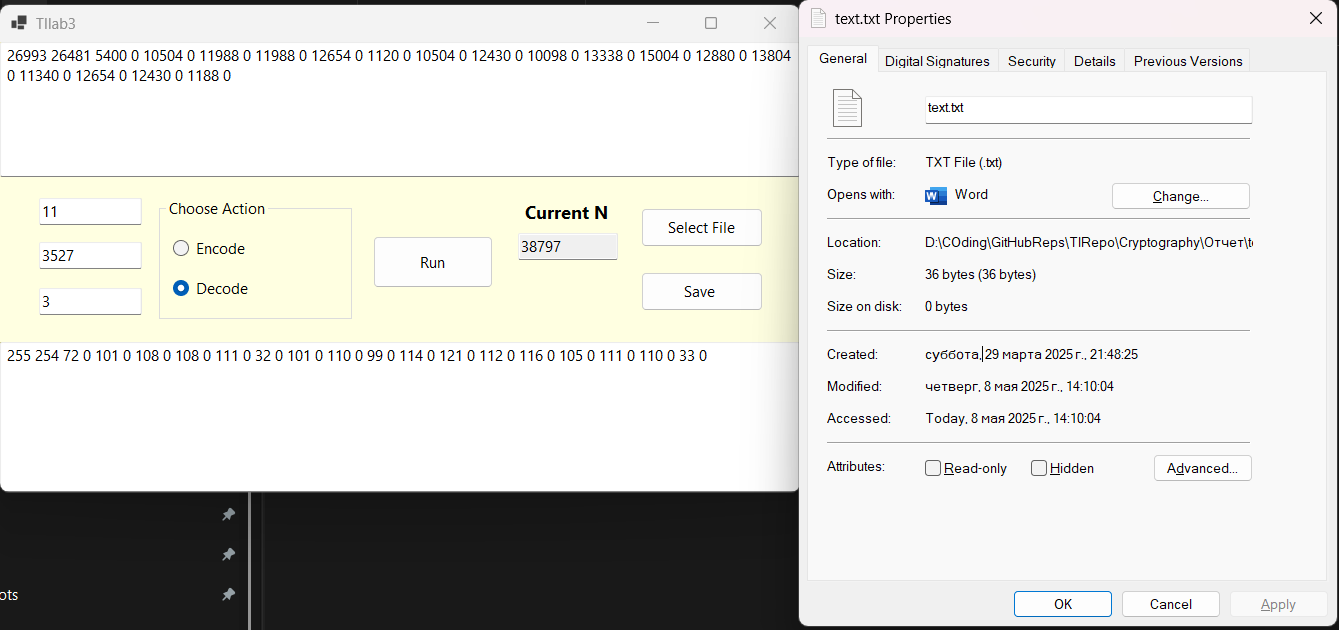 TIlab3
26993 26481 5400 0 10504 0 11988 0 11988 0 12654 0 1120 0 10504 0 12430 0 10098 0 13338 0 15004 0 12880 0 13804
0 11340 0 12654 0 12430 0 1188 0
11
3527
3
Choose Action
Encode
Decode
Run
Current N
38797
Select File
Save
255 254 72 0 101 0 108 0 108 0 111 0 32 0 101 0 110 0 99 0 114 0 121 0 112 0 116 0 105 0 111 0 110 0 33 0
ots
text.txt Properties
General Digital Signatures Security Details Previous Versions
text.txt
Type of file: TXT File (.txt)
Opens with: Word Change...
Location: D:\COding\GitHubReps\TIRepo\Cryptography\Отчет\te
Size: 36 bytes (36 bytes)
Size on disk: 0 bytes
Created: суббота, 29 марта 2025 г., 21:48:25
Modified: четверг, 8 мая 2025 г., 14:10:04
Accessed: Today, 8 мая 2025 г., 14:10:04
Attributes: Read-only Hidden Advanced...
OK Cancel Apply